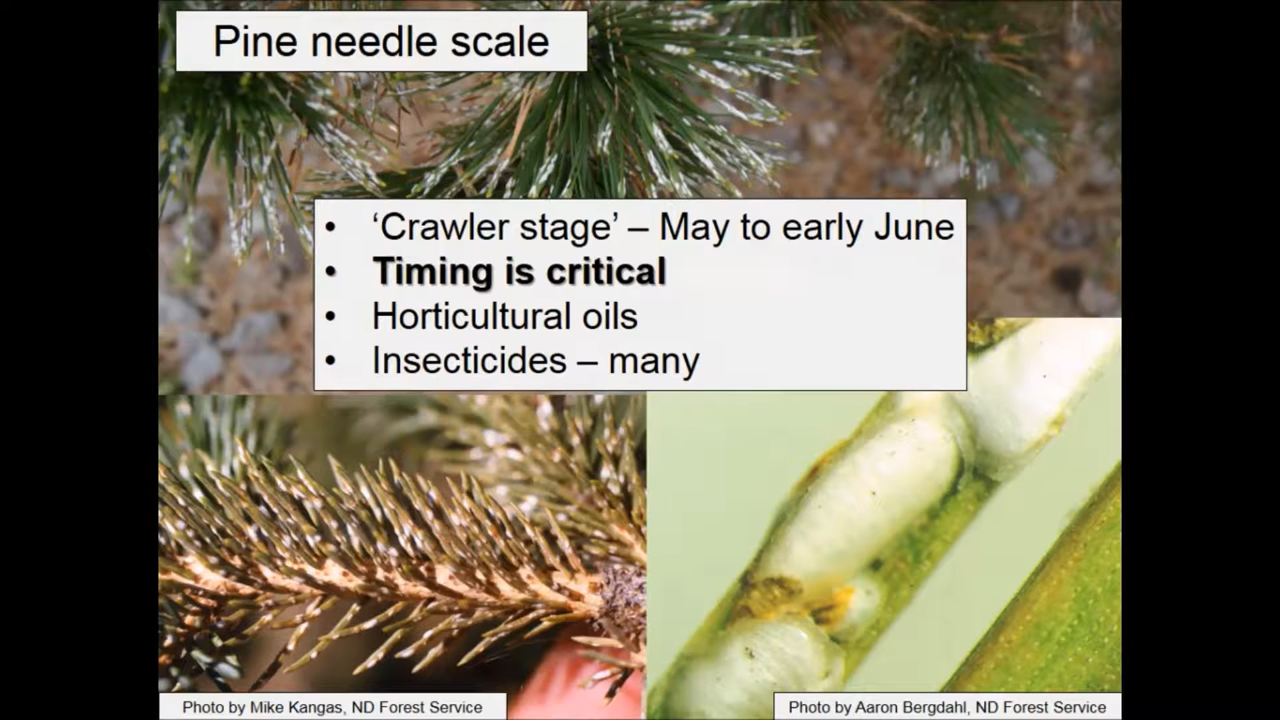 Pine needle scale
• ‘Crawler stage’ – May to early June
• Timing is critical
• Horticultural oils
• Insecticides – many
Photo by Mike Kangas, ND Forest Service
Photo by Aaron Bergdahl, ND Forest Service